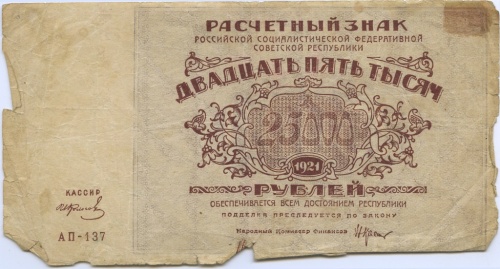 РАСЧЕТНЫЙ ЗНАК
РОССИЙСКОЙ СОЦИАЛИСТИЧЕСКОЙ ФЕДЕРАТИВНОЙ
СОВЕТСКОЙ РЕСПУБЛИКИ
ДВАДЦАТЬ ПЯТЬ ТЫСЯЧ
25000
1921
РУБЛЕЙ
ОБЕСПЕЧИВАЕТСЯ ВСЕМ ДОСТОЯНИЕМ РЕСПУБЛИКИ
ПОДДЕЛКА ПРЕСЛЕДУЕТСЯ ПО ЗАКОНУ
Народный Комиссар Финансов
КАССИР
АП-137